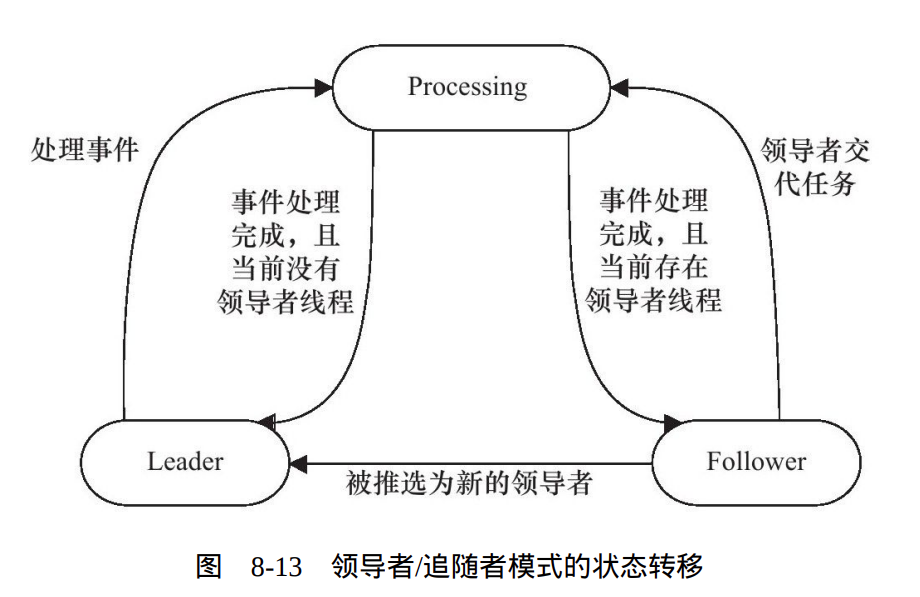 Processing
处理事件
领导者交
代任务
事件处理
完成，且
当前没有
领导者线程
事件处理
完成，且
当前存在
领导者线程
Leader
Follower
被推选为新的领导者
图 8-13 领导者/追随者模式的状态转移